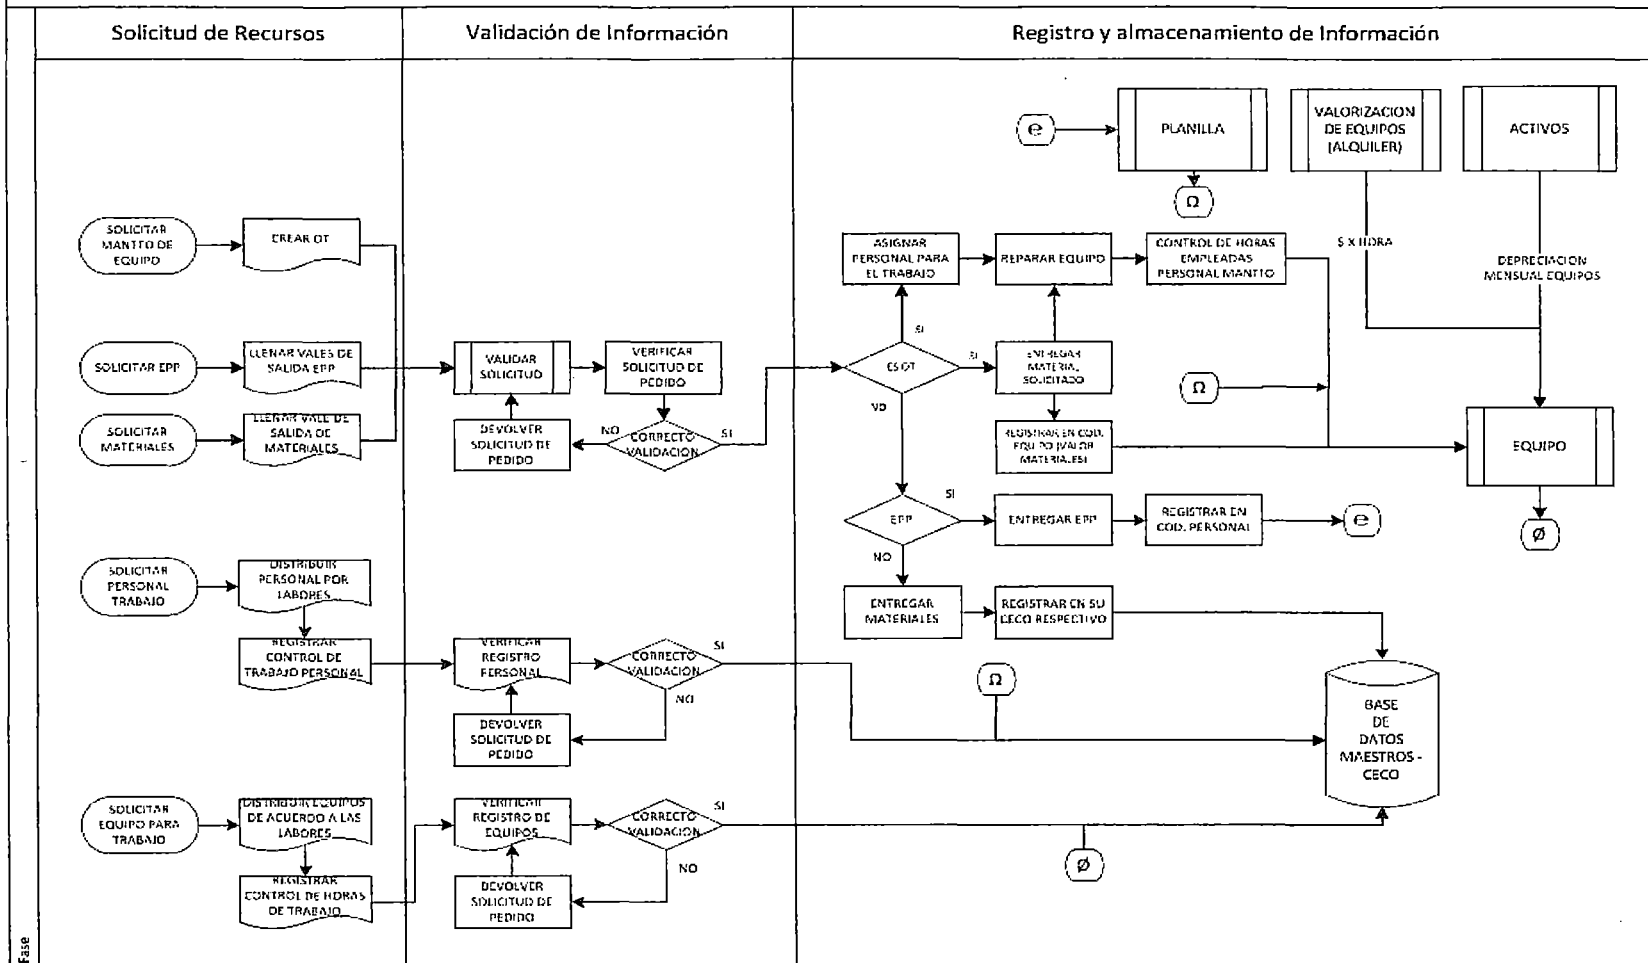 Solicitud de Recursos
Validación de Información
Registro y almacenamiento de Información
e
PLANILLA
VALORIZACION
DE EQUIPOS
(ALQUILER)
ACTIVOS
Ω
SOLICITAR
MANTTO DE
EQUIPO
CREAR OT
ASIGNAR
PERSONAL PARA
EL TRABAJO
REPARAR EQUIPO
CONTROL DE HORAS
EMPLEADAS
PERSONAL MANTTO
$ X HORA
DEPRECIACION
MENSUAL EQUIPOS
SI
SOLICITAR EPP
LLENAR VALES DE
SALIDA EPP
VALIDAR
SOLICITUD
VERIFICAR
SOLICITUD DE
PEDIDO
ES OT
SI
ENTREGAR
MATERIAL
SOLICITADO
Ω
NO
SOLICITAR
MATERIALES
LLENAR VALE DE
SALIDA DE
MATERIALES
DEVOLVER
SOLICITUD DE
PEDIDO
NO
CORRECTO
VALIDACION
SI
REGISTRAR EN COD.
EQUIPO (VALOR
MATERIALES)
EQUIPO
EPP
SI
ENTREGAR EPP
REGISTRAR EN
COD. PERSONAL
e
Ø
NO
SOLICITAR
PERSONAL
TRABAJO
DISTRIBUIR
PERSONAL POR
LABORES
ENTREGAR
MATERIALES
REGISTRAR EN SU
CECO RESPECTIVO
REGISTRAR
CONTROL DE
TRABAJO PERSONAL
VERIFICAR
REGISTRO
PERSONAL
CORRECTO
VALIDACION
SI
NO
Ω
DEVOLVER
SOLICITUD DE
PEDIDO
BASE
DE
DATOS
MAESTROS -
CECO
SOLICITAR
EQUIPO PARA
TRABAJO
DISTRIBUIR EQUIPOS
DE ACUERDO A LAS
LABORES
VERIFICAR
REGISTRO DE
EQUIPOS
CORRECTO
VALIDACION
SI
NO
Ø
REGISTRAR
CONTROL DE HORAS
DE TRABAJO
DEVOLVER
SOLICITUD DE
PEDIDO
Fase